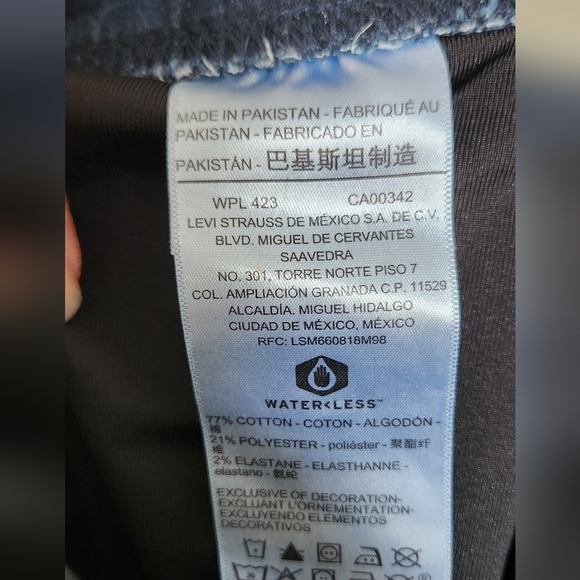 MADE IN PAKISTAN - FABRIQUÉ AU
PAKISTAN - FABRICADO EN
PAKISTÁN - 巴基斯坦制造
WPL 423 CA00342
LEVI STRAUSS DE MÉXICO S.A. DE C.V.
BLVD. MIGUEL DE CERVANTES
SAAVEDRA
NO. 301, TORRE NORTE PISO 7
COL. AMPLIACIÓN GRANADA C.P. 11529
ALCALDÍA. MIGUEL HIDALGO
CIUDAD DE MÉXICO, MÉXICO
RFC: LSM660818M98
WATER<LESS™
77% COTTON - COTON - ALGODÓN -
棉
21% POLYESTER - poliéster - 聚酯纤
维
2% ELASTANE - ELASTHANNE -
elastano - 氨纶
EXCLUSIVE OF DECORATION-
EXCLUANT L'ORNEMENTATION-
EXCLUYENDO ELEMENTOS
DECORATIVOS